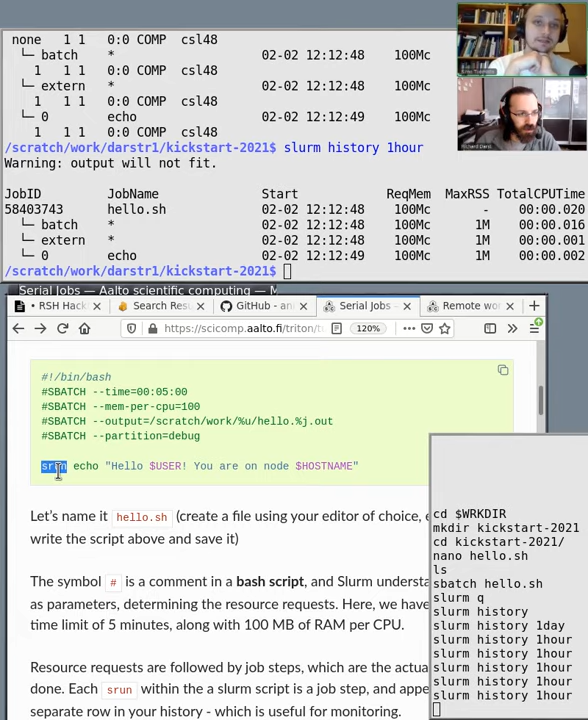 none 1 1 0:0 COMP csl48
└─ batch * 02-02 12:12:48 100Mc
1 1 1 0:0 COMP csl48
└─ extern * 02-02 12:12:48 100Mc
1 1 1 0:0 COMP csl48
└─ 0 echo 02-02 12:12:49 100Mc
1 1 1 0:0 COMP csl48
/scratch/work/darstr1/kickstart-2021$ slurm history 1hour
Warning: output will not fit.
JobID JobName Start ReqMem MaxRSS TotalCPUTime
58403743 hello.sh 02-02 12:12:48 100Mc - 00:00.020
└─ batch * 02-02 12:12:48 100Mc 1M 00:00.016
└─ extern * 02-02 12:12:48 100Mc 1M 00:00.001
└─ 0 echo 02-02 12:12:49 100Mc 1M 00:00.002
/scratch/work/darstr1/kickstart-2021$
Serial Jobs — Aalto scientific computing — M
• RSH Hack
Search Resu
GitHub - an
Serial Jobs -
Remote wo
https://scicomp.aalto.fi/triton/tu
120%
#!/bin/bash
#SBATCH --time=00:05:00
#SBATCH --mem-per-cpu=100
#SBATCH --output=/scratch/work/%u/hello.%j.out
#SBATCH --partition=debug
srun echo "Hello $USER! You are on node $HOSTNAME"
Let's name it hello.sh (create a file using your editor of choice, e
write the script above and save it)
The symbol # is a comment in a bash script, and Slurm understa
as parameters, determining the resource requests. Here, we have
time limit of 5 minutes, along with 100 MB of RAM per CPU.
Resource requests are followed by job steps, which are the actua
done. Each srun within the a slurm script is a job step, and appe
separate row in your history - which is useful for monitoring.
cd $WRKDIR
mkdir kickstart-2021
cd kickstart-2021/
nano hello.sh
ls
sbatch hello.sh
slurm q
slurm history
slurm history 1day
slurm history 1hour
slurm history 1hour
slurm history 1hour
slurm history 1hour
slurm history 1hour